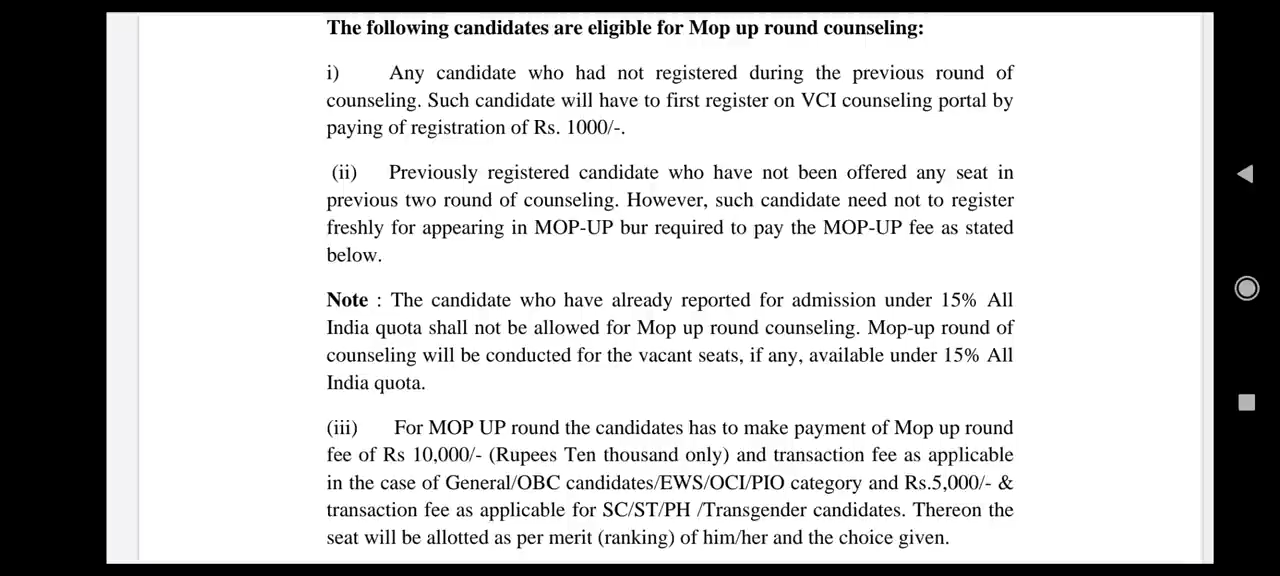 The following candidates are eligible for Mop up round counseling:
i) Any candidate who had not registered during the previous round of
counseling. Such candidate will have to first register on VCI counseling portal by
paying of registration of Rs. 1000/-.
(ii) Previously registered candidate who have not been offered any seat in
previous two round of counseling. However, such candidate need not to register
freshly for appearing in MOP-UP bur required to pay the MOP-UP fee as stated
below.
Note : The candidate who have already reported for admission under 15% All
India quota shall not be allowed for Mop up round counseling. Mop-up round of
counseling will be conducted for the vacant seats, if any, available under 15% All
India quota.
(iii) For MOP UP round the candidates has to make payment of Mop up round
fee of Rs 10,000/- (Rupees Ten thousand only) and transaction fee as applicable
in the case of General/OBC candidates/EWS/OCI/PIO category and Rs.5,000/- &
transaction fee as applicable for SC/ST/PH /Transgender candidates. Thereon the
seat will be allotted as per merit (ranking) of him/her and the choice given.